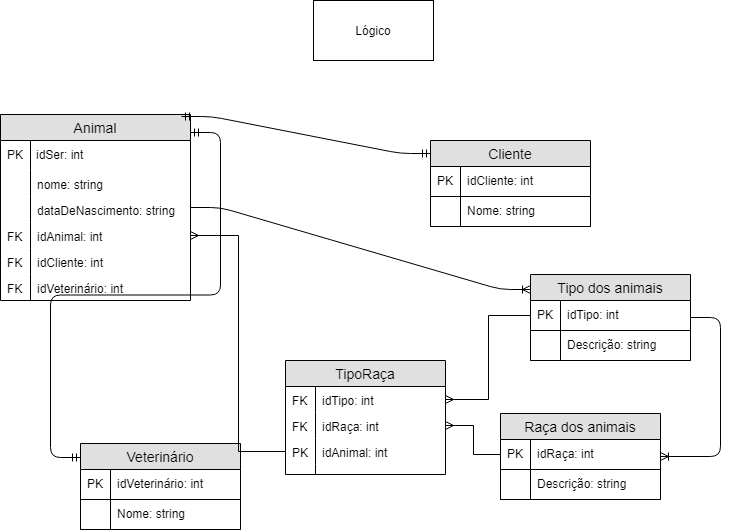 Lógico
Animal
PK idSer: int
nome: string
dataDeNascimento: string
FK idAnimal: int
FK idCliente: int
FK idVeterinário: int
Cliente
PK idCliente: int
Nome: string
Tipo dos animais
PK idTipo: int
Descrição: string
TipoRaça
FK idTipo: int
FK idRaça: int
PK idAnimal: int
Raça dos animais
PK idRaça: int
Descrição: string
Veterinário
PK idVeterinário: int
Nome: string